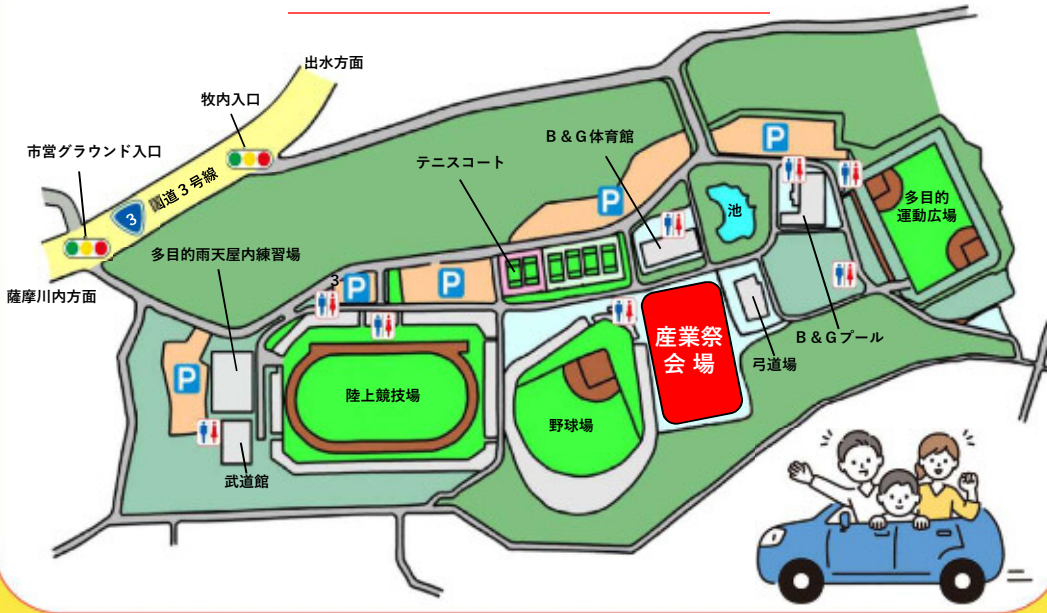 出水方面
牧内入口
市営グラウンド入口
3
国道3号線
薩摩川内方面
多目的雨天屋内練習場
テニスコート
B&G体育館
P
P
池
多目的
運動広場
3
P
P
P
産業祭
会場
B&Gプール
弓道場
陸上競技場
野球場
武道館